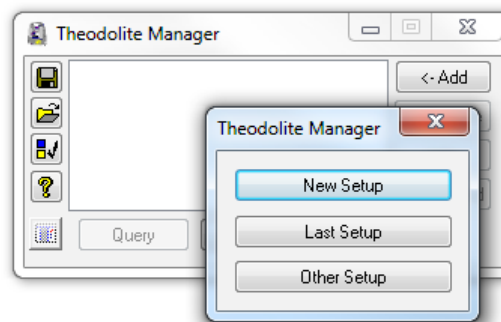 Theodolite Manager
<- Add
Theodolite Manager
New Setup
Last Setup
Other Setup
Query